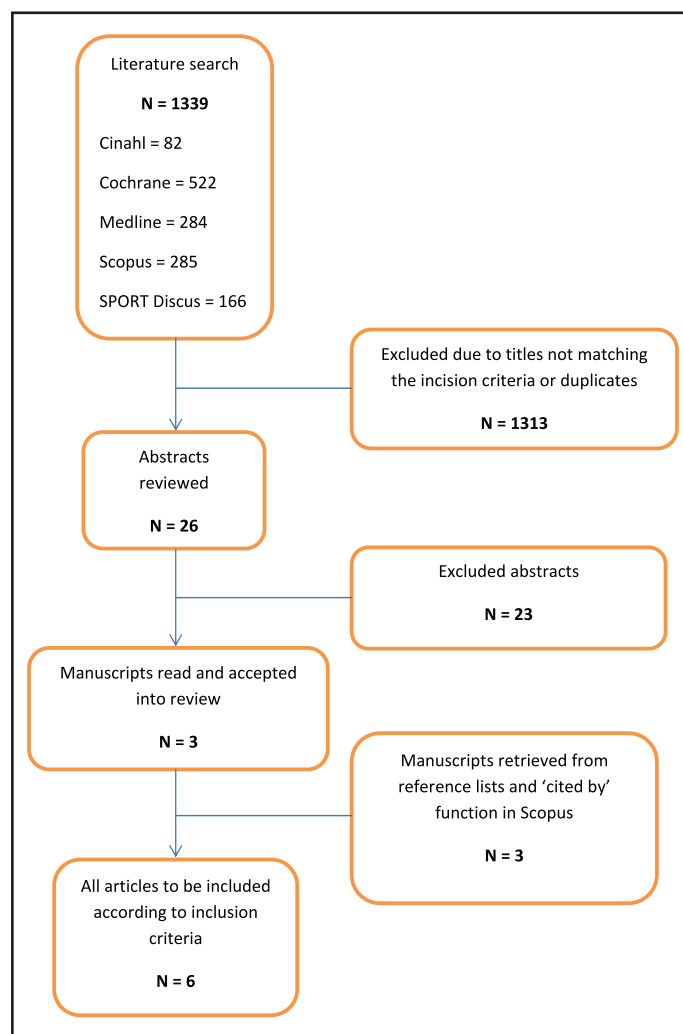 Literature search
N = 1339
Cinahl = 82
Cochrane = 522
Medline = 284
Scopus = 285
SPORT Discus = 166
Excluded due to titles not matching
the incision criteria or duplicates
N = 1313
Abstracts
reviewed
N = 26
Excluded abstracts
N = 23
Manuscripts read and accepted
into review
N = 3
Manuscripts retrieved from
reference lists and ‘cited by’
function in Scopus
N = 3
All articles to be included
according to inclusion
criteria
N = 6